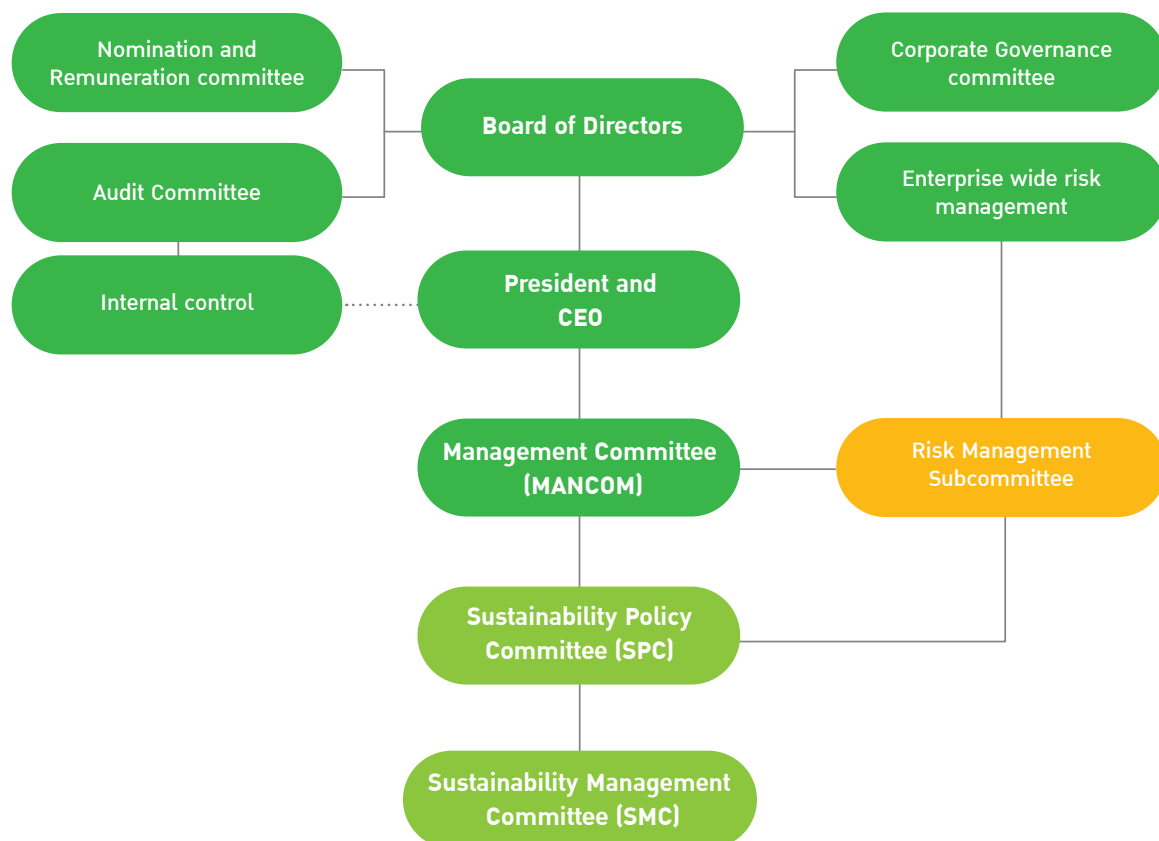 Nomination and
Remuneration committee
Corporate Governance
committee
Board of Directors
Audit Committee
Enterprise wide risk
management
Internal control
President and
CEO
Management Committee
(MANCOM)
Risk Management
Subcommittee
Sustainability Policy
Committee (SPC)
Sustainability Management
Committee (SMC)